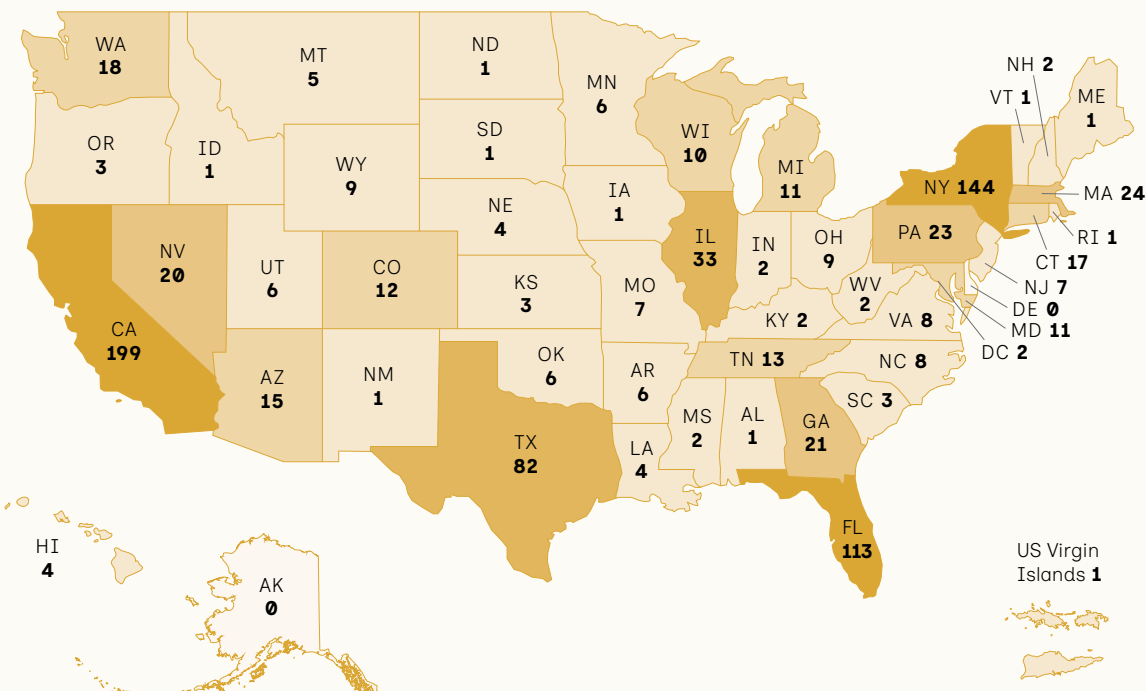 WA
18
MT
5
ND
1
MN
6
NH 2
VT 1
ME
1
OR
3
ID
1
SD
1
WI
10
WY
9
MI
11
NY 144
MA 24
RI 1
CT 17
NE
4
IA
1
NV
20
UT
6
CO
12
IL
33
IN
2
OH
9
PA 23
NJ 7
DE 0
MD 11
DC 2
KS
3
MO
7
WV
2
VA 8
KY 2
CA
199
AZ
15
NM
1
OK
6
AR
6
TN 13
NC 8
SC 3
MS
2
AL
1
GA
21
TX
82
LA
4
FL
113
HI
4
AK
0
US Virgin
Islands 1